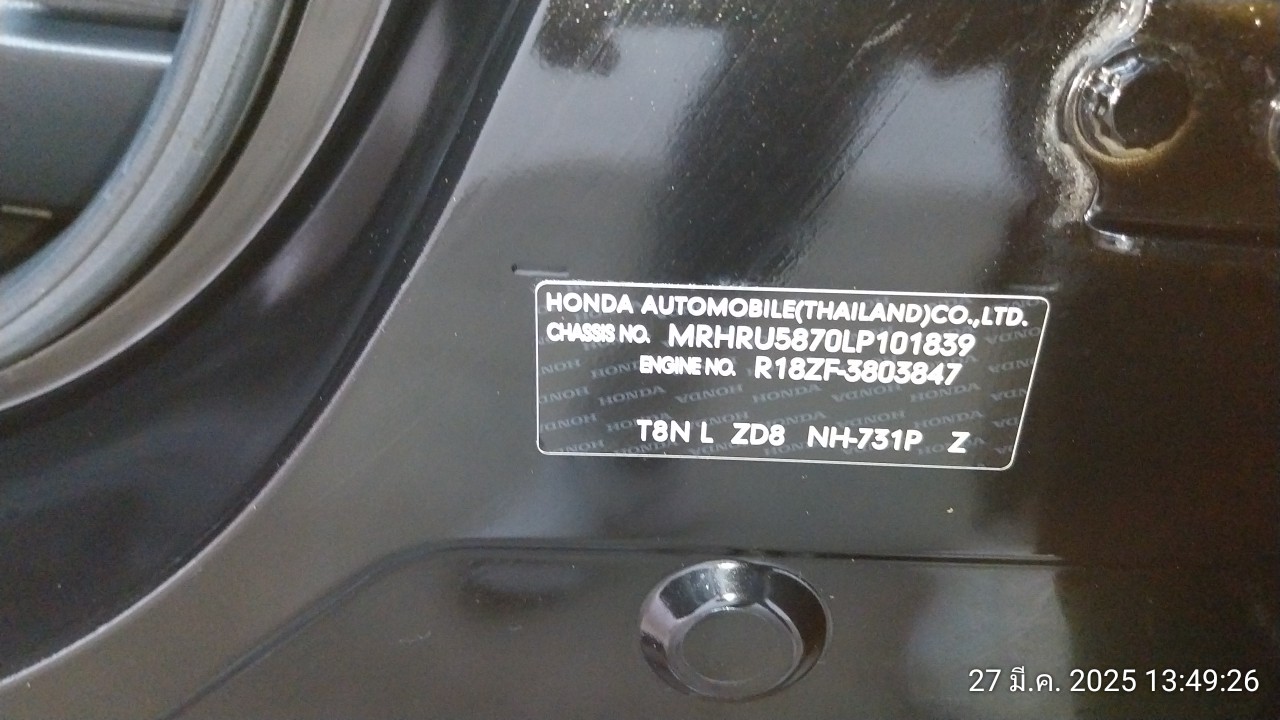 HONDA AUTOMOBILE(THAILAND)CO.,LTD.
CHASSIS NO. MRHRU5870LP101839
ENGINE NO. R18ZF-3803847
T8N L ZD8 NH-731P Z
27 มี.ค. 2025 13:49:26